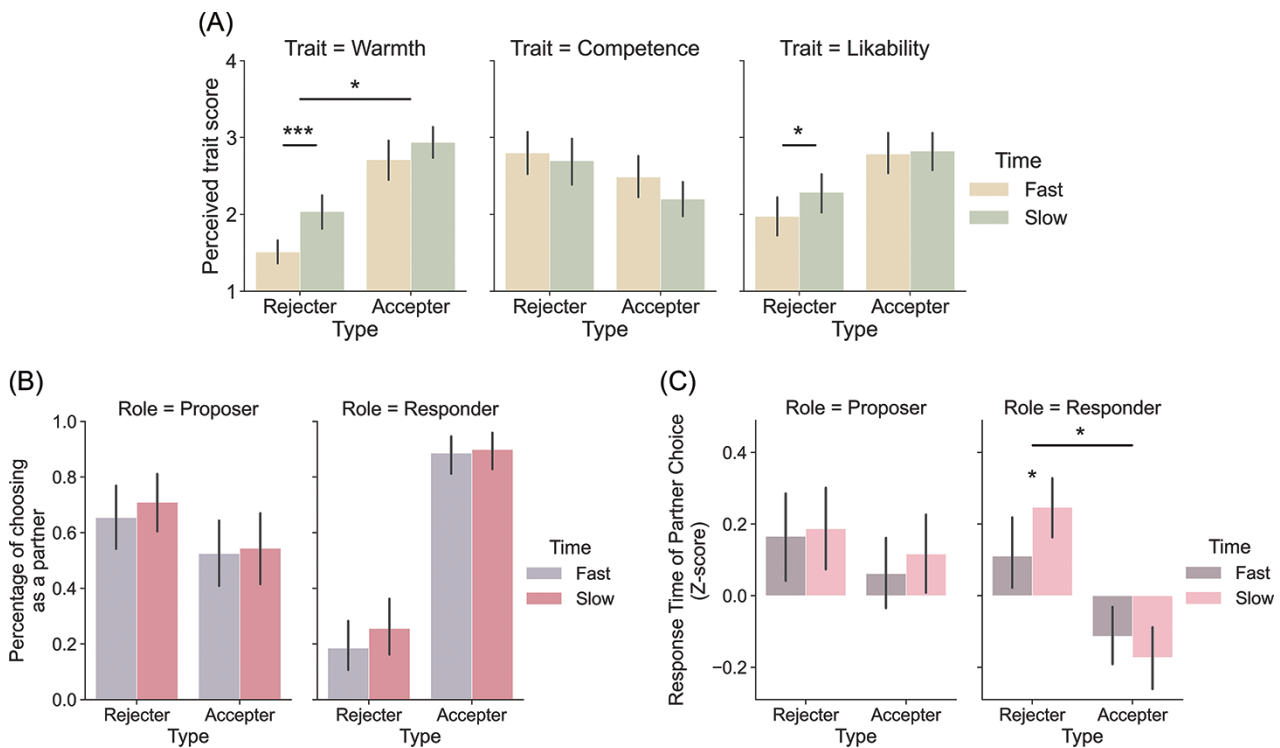 (A)
Trait = Warmth
Trait = Competence
Trait = Likability
Perceived trait score
4
3
2
1
*
***
*
Rejecter
Accepter
Type
Rejecter
Accepter
Type
Rejecter
Accepter
Type
Time
Fast
Slow
(B)
Role = Proposer
Role = Responder
Percentage of choosing
as a partner
1.0
0.8
0.6
0.4
0.2
0.0
Rejecter
Accepter
Type
Rejecter
Accepter
Type
Time
Fast
Slow
(C)
Role = Proposer
Role = Responder
Response Time of Partner Choice
(Z-score)
0.4
0.2
0.0
−0.2
*
*
Rejecter
Accepter
Type
Rejecter
Accepter
Type
Time
Fast
Slow